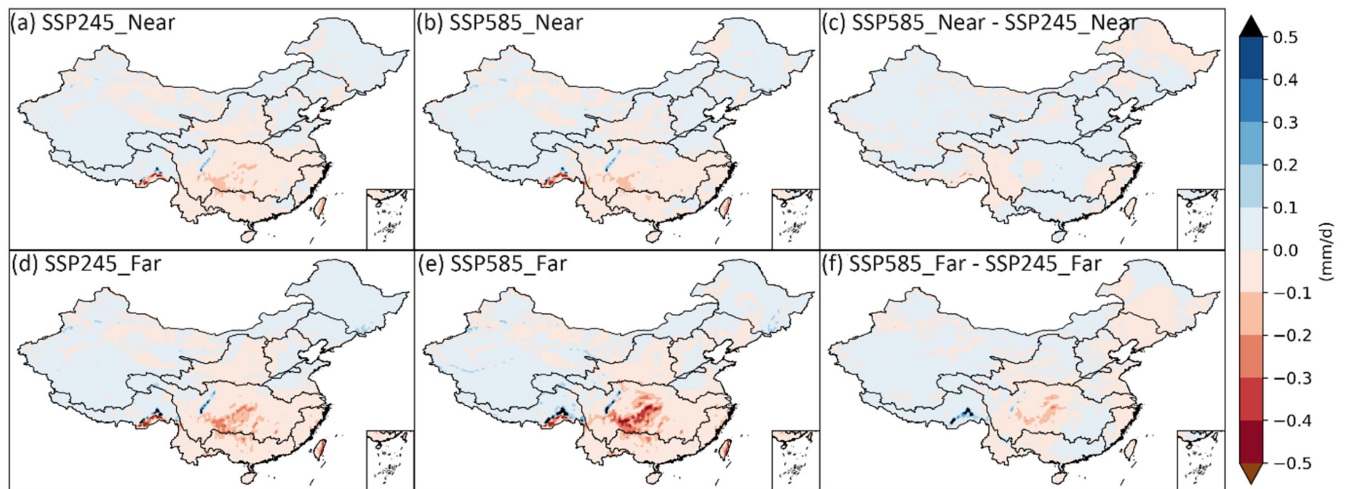 (a) SSP245_Near
(b) SSP585_Near
(c) SSP585_Near - SSP245_Near
(d) SSP245_Far
(e) SSP585_Far
(f) SSP585_Far - SSP245_Far
0.5
0.4
0.3
0.2
0.1
0.0
−0.1
−0.2
−0.3
−0.4
−0.5
(mm/d)